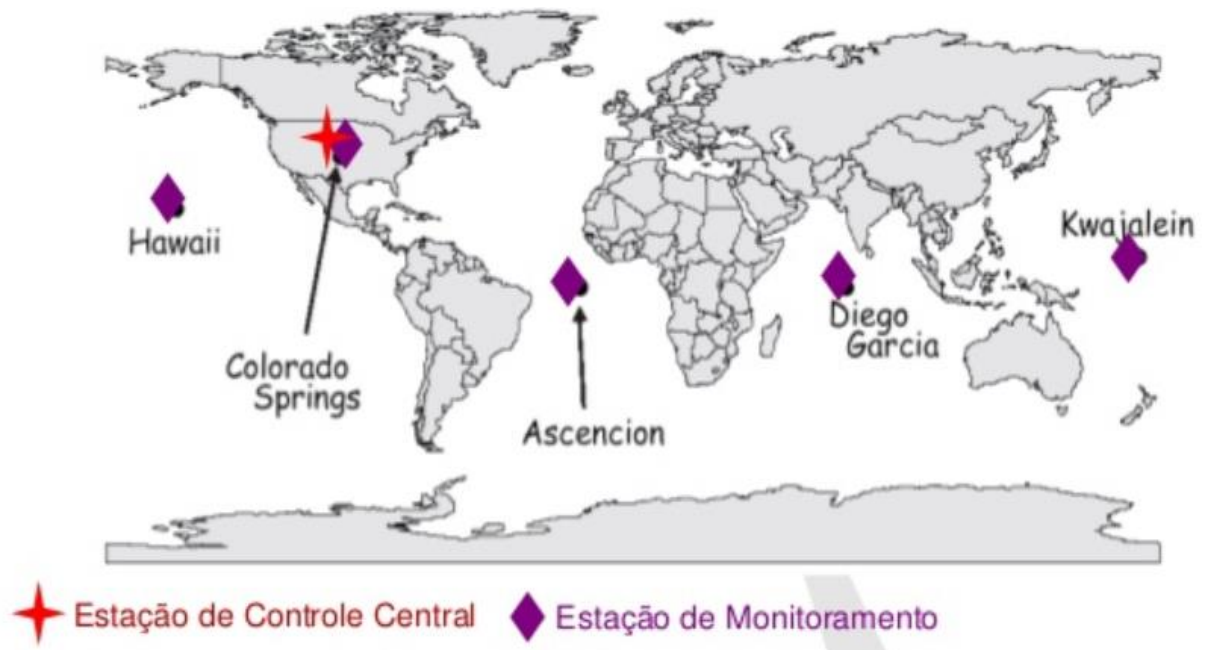 Kwajalein
Hawaii
Diego
Garcia
Colorado
Springs
Ascencion
Estação de Controle Central
Estação de Monitoramento